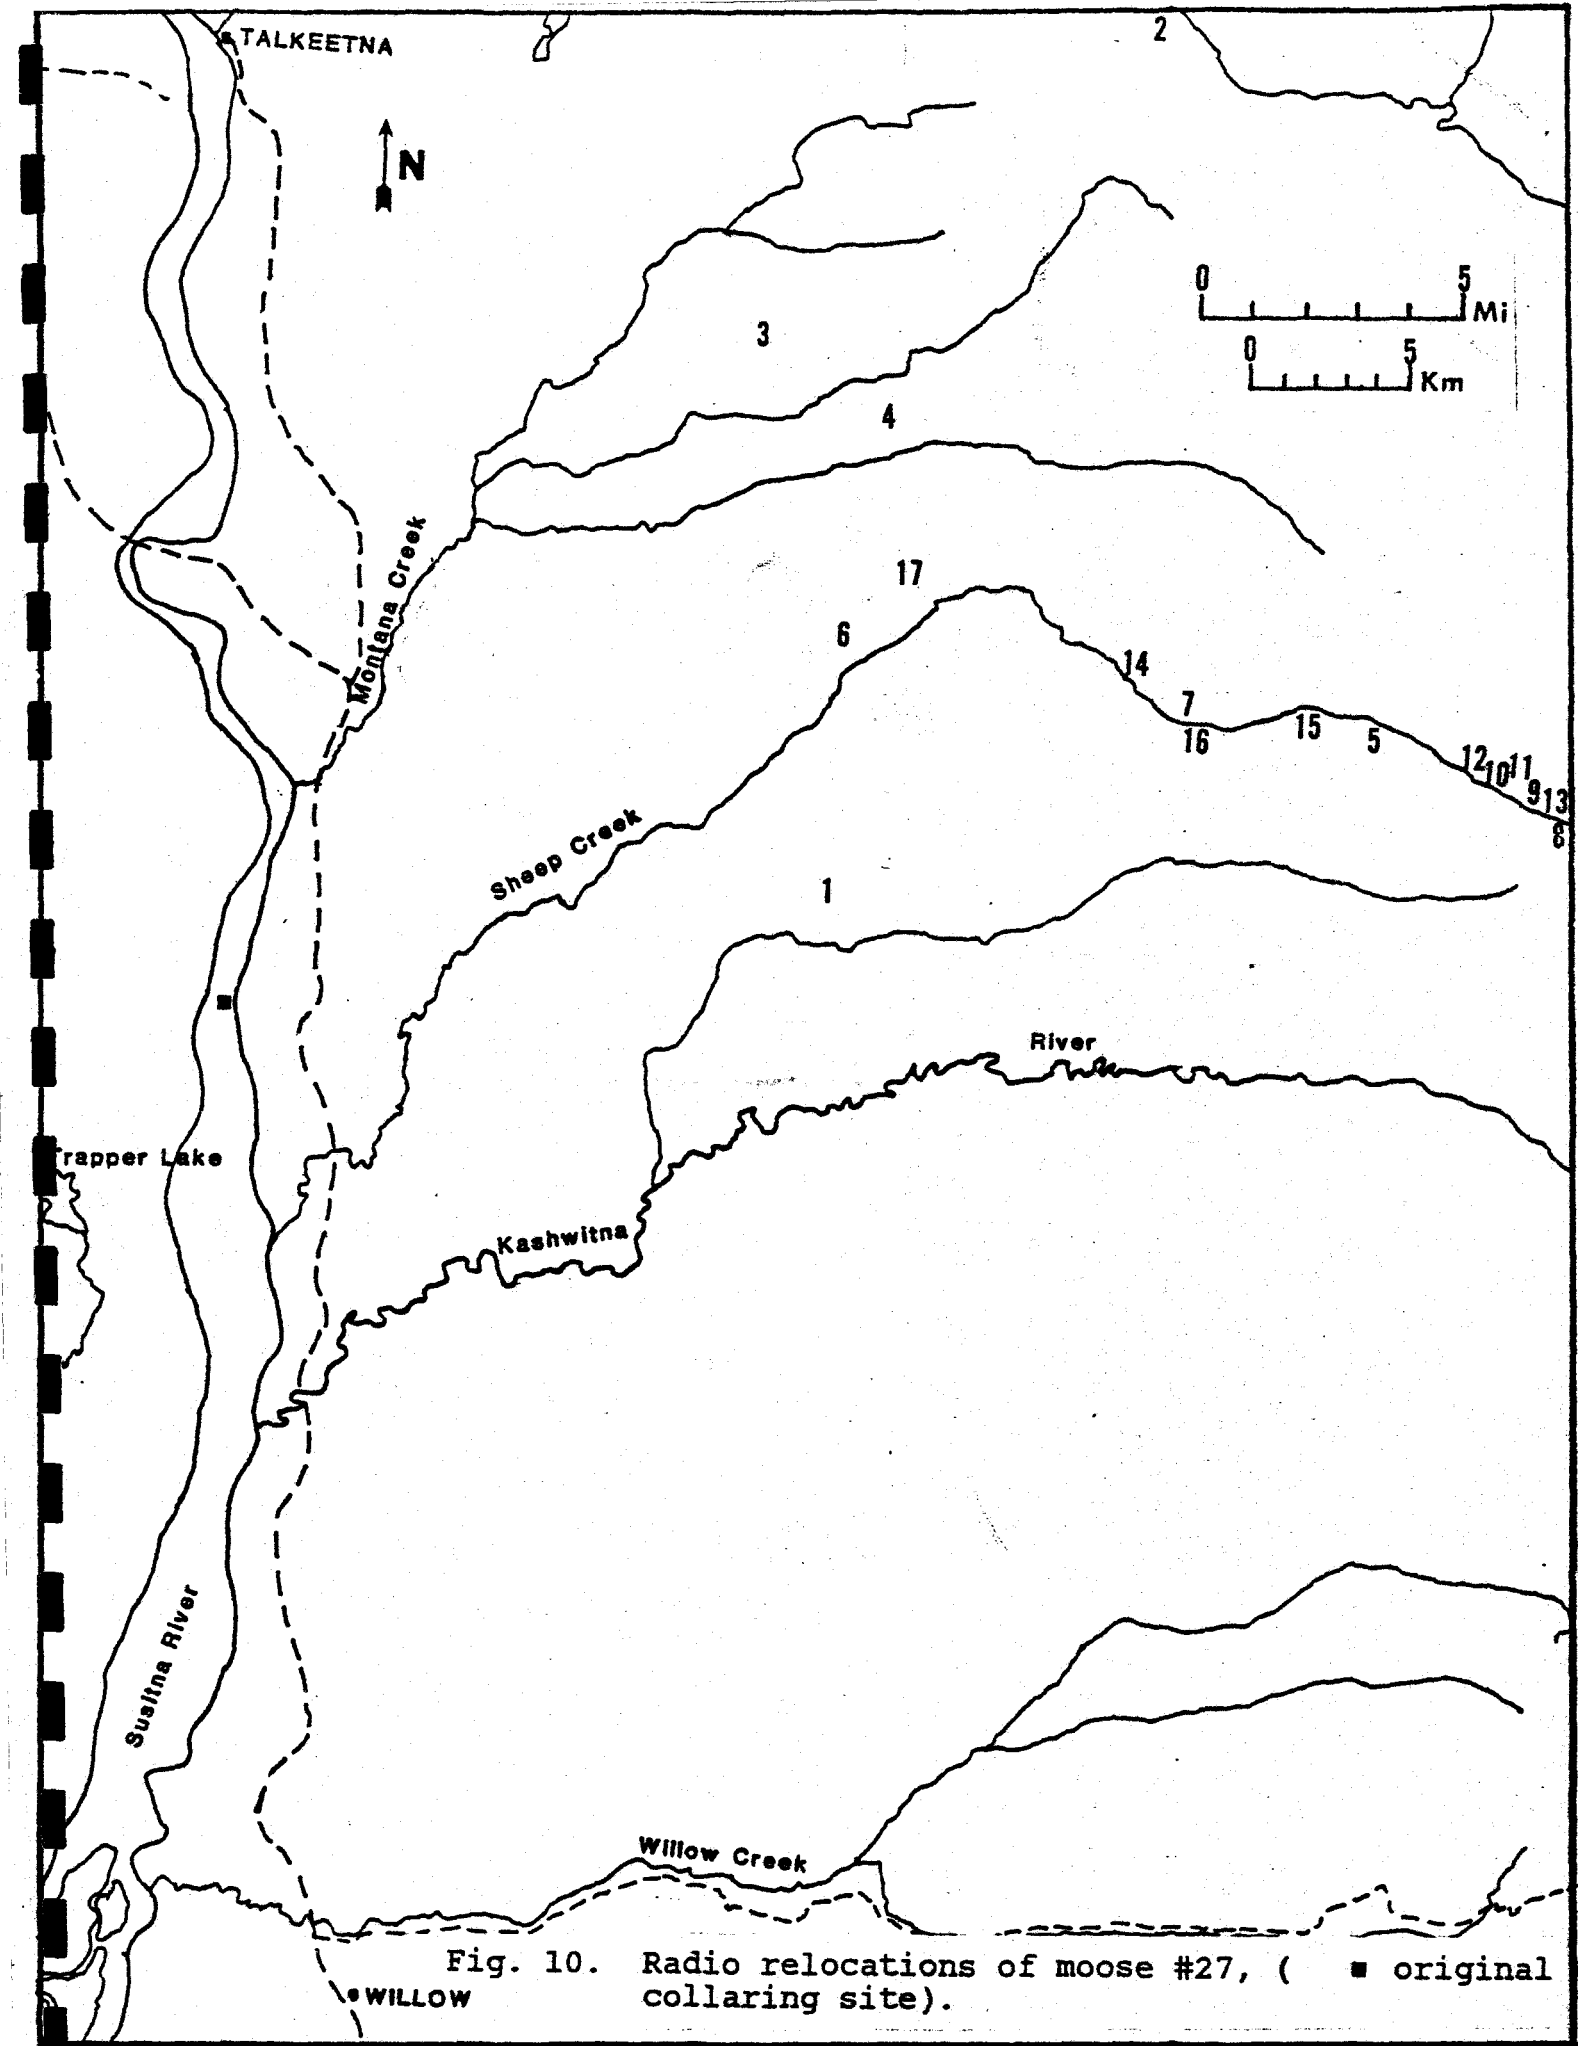 TALKEETNA
2
N
0 5
Mi
0 5
Km
3
4
Montana Creek
17
6
14
7
16
15
5
12
10
11
9
13
8
Sheep Creek
1
River
Trapper Lake
Kashwitna
Susitna River
Willow Creek
Fig. 10. Radio relocations of moose #27, ( ■ original
collaring site).
WILLOW